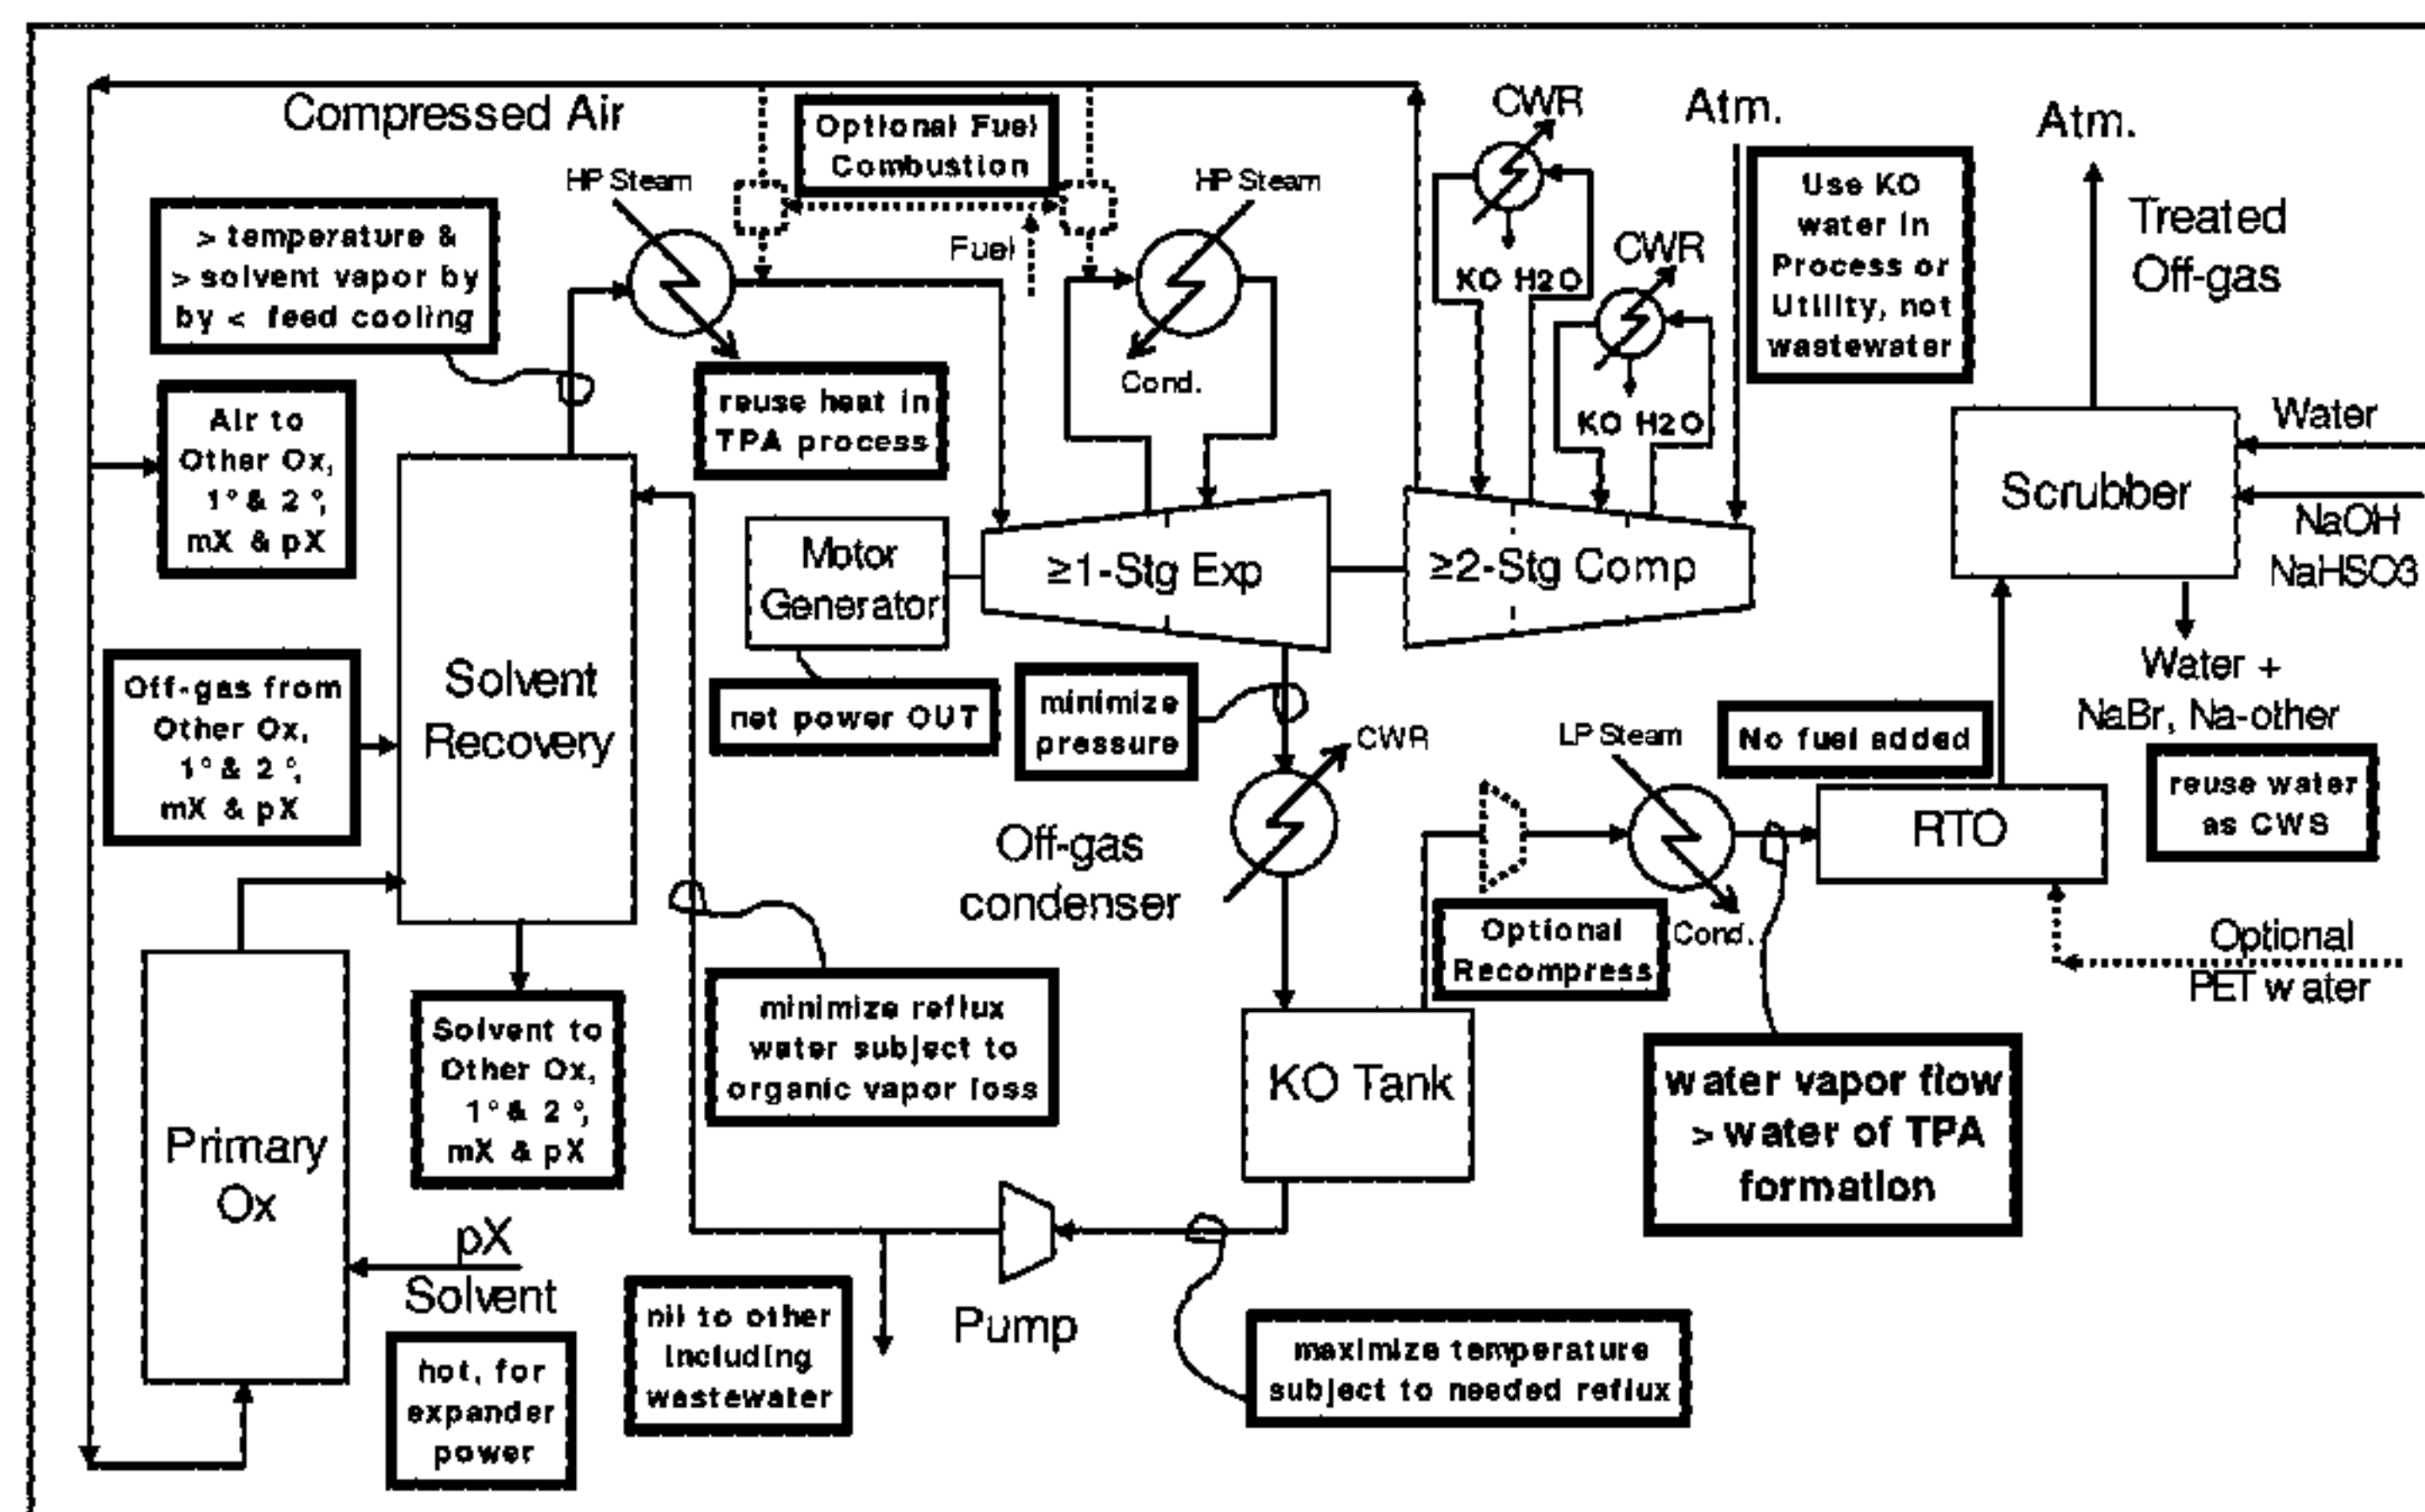 Compressed Air
Optional Fuel
Combustion
CWR
Atm.
Atm.
HP Steam
HP Steam
Use KO
water in
Process or
Utility, not
wastewater
> temperature &
> solvent vapor by
by < feed cooling
Fuel
KO H2O
CWR
Treated
Off-gas
Cond.
reuse heat in
TPA process
KO H2O
Air to
Other Ox,
1° & 2 °,
mX & pX
Water
Scrubber
NaOH
NaHSO3
Motor
Generator
≥1-Stg Exp
≥2-Stg Comp
Solvent
Recovery
Off-gas from
Other Ox,
1° & 2 °,
mX & pX
net power OUT
minimize
pressure
CWR
LP Steam
No fuel added
Water +
NaBr, Na-other
reuse water
as CWS
Off-gas
condenser
RTO
Optional
Recompress
Cond.
Optional
PET water
Solvent to
Other Ox,
1° & 2 °,
mX & pX
minimize reflux
water subject to
organic vapor loss
KO Tank
water vapor flow
> water of TPA
formation
Primary
Ox
pX
Solvent
hot, for
expander
power
nil to other
including
wastewater
Pump
maximize temperature
subject to needed reflux